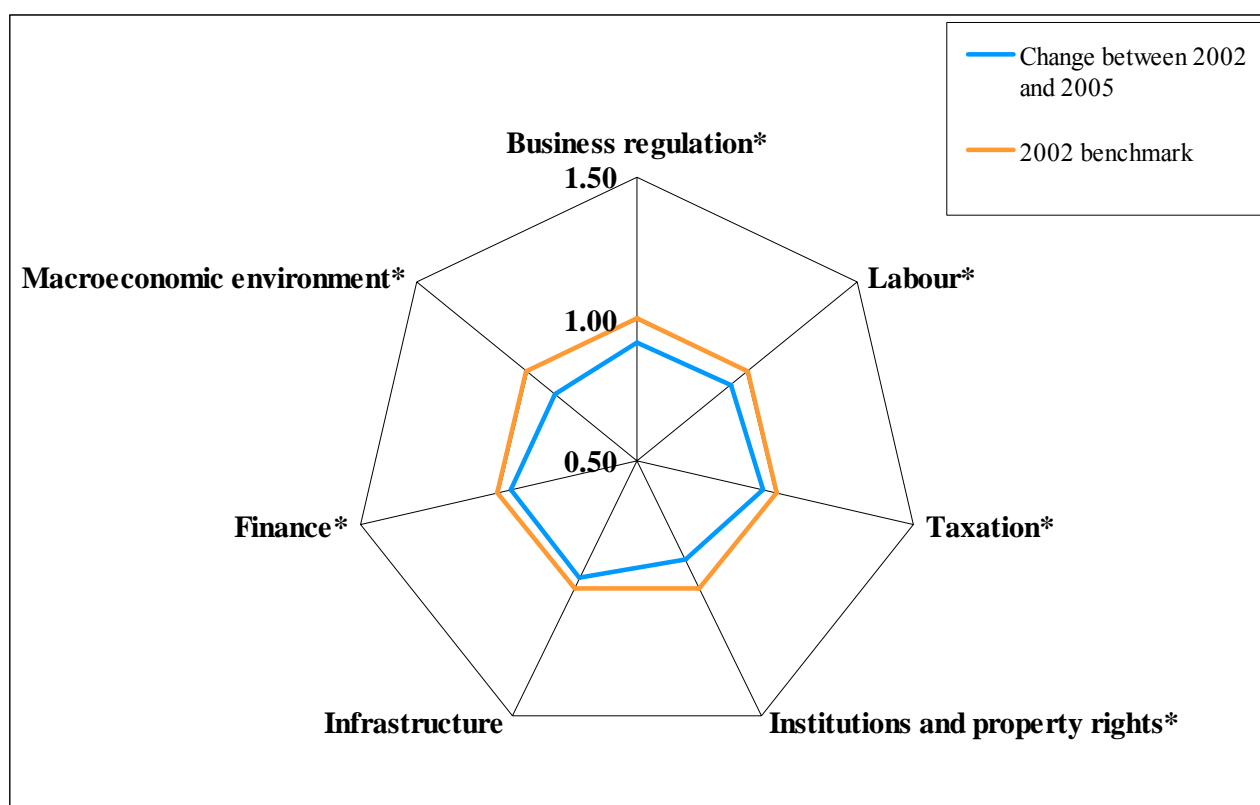 Change between 2002
and 2005
2002 benchmark
Business regulation*
1.50
Macroeconomic environment*
Labour*
1.00
0.50
Finance*
Taxation*
Infrastructure
Institutions and property rights*